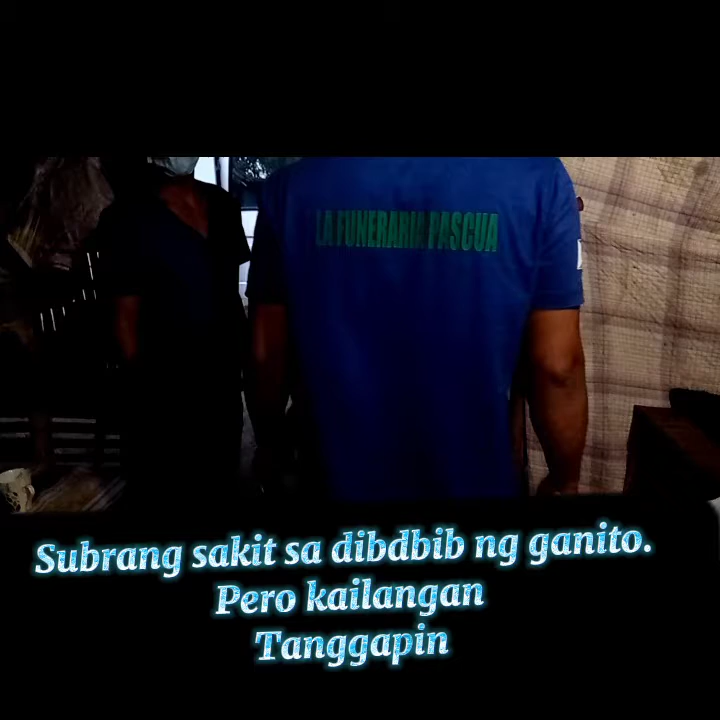 LA FUNERARIA PASCUA
Subrang sakit sa dibdbib ng ganito.
Pero kailangan
Tanggapin